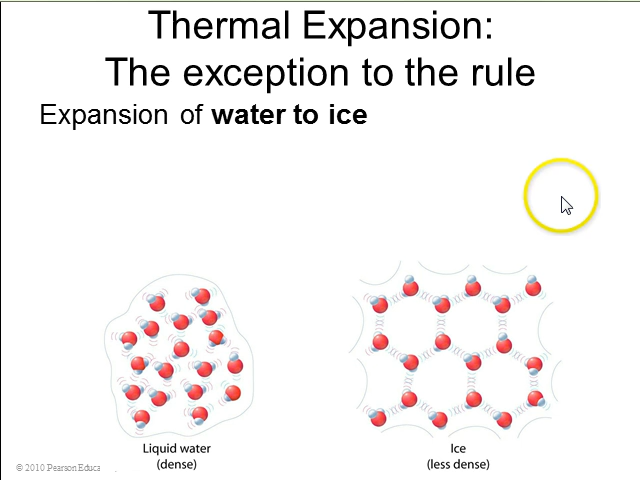 Thermal Expansion:
The exception to the rule
Expansion of water to ice
Liquid water
(dense)
Ice
(less dense)
© 2010 Pearson Educa